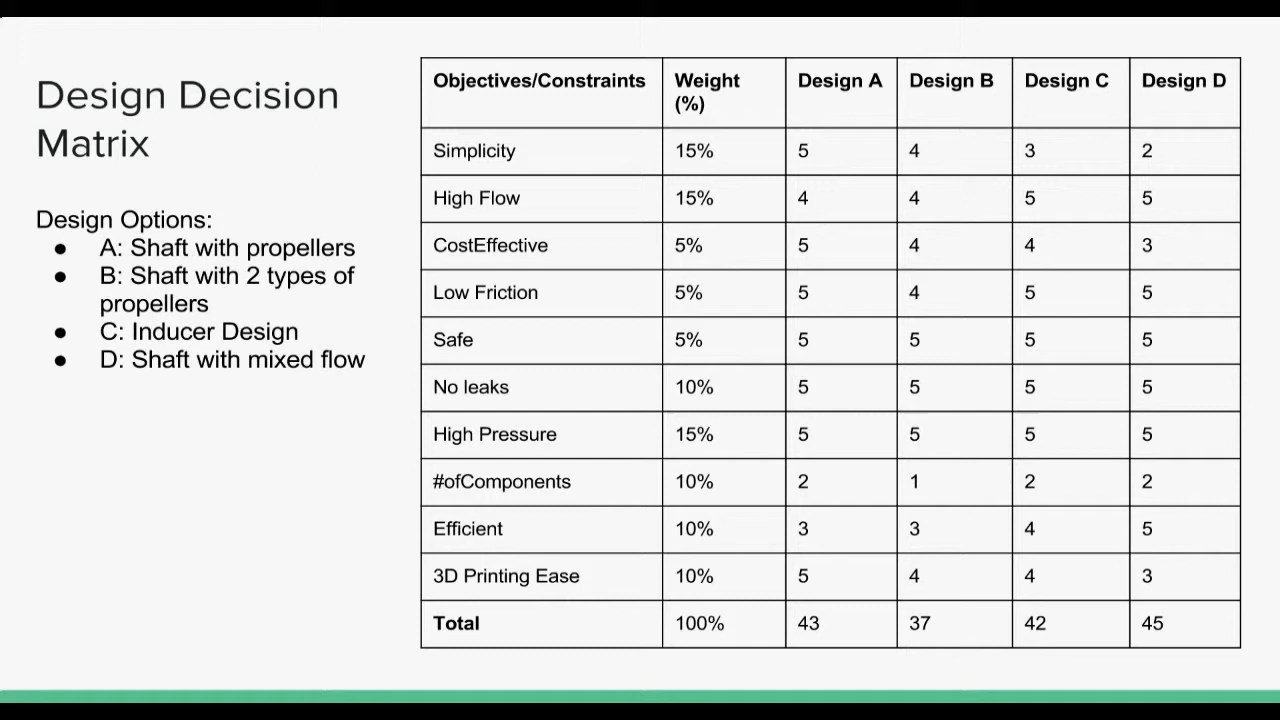 Design Decision
Matrix
Design Options:
● A: Shaft with propellers
● B: Shaft with 2 types of
propellers
● C: Inducer Design
● D: Shaft with mixed flow
Objectives/Constraints Weight (%) Design A Design B Design C Design D
Simplicity 15% 5 4 3 2
High Flow 15% 4 4 5 5
CostEffective 5% 5 4 4 3
Low Friction 5% 5 4 5 5
Safe 5% 5 5 5 5
No leaks 10% 5 5 5 5
High Pressure 15% 5 5 5 5
#ofComponents 10% 2 1 2 2
Efficient 10% 3 3 4 5
3D Printing Ease 10% 5 4 4 3
Total 100% 43 37 42 45